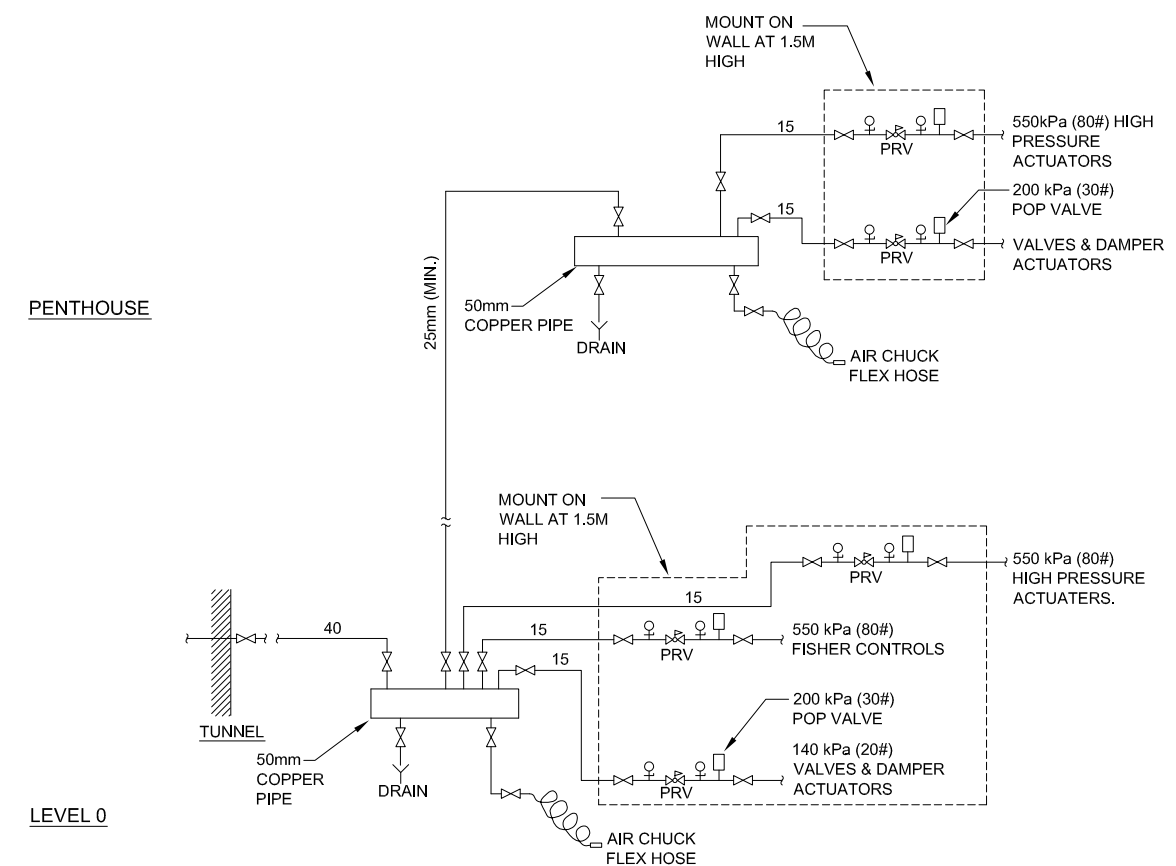 MOUNT ON
WALL AT 1.5M
HIGH
15
PRV
550kPa (80#) HIGH
PRESSURE
ACTUATORS
200 kPa (30#)
POP VALVE
15
PRV
VALVES & DAMPER
ACTUATORS
PENTHOUSE
25mm (MIN.)
50mm
COPPER PIPE
DRAIN
AIR CHUCK
FLEX HOSE
MOUNT ON
WALL AT 1.5M
HIGH
PRV
550 kPa (80#)
HIGH PRESSURE
ACTUATERS.
15
40
15
PRV
550 kPa (80#)
FISHER CONTROLS
15
200 kPa (30#)
POP VALVE
TUNNEL
50mm
COPPER
PIPE
DRAIN
PRV
140 kPa (20#)
VALVES & DAMPER
ACTUATORS
LEVEL 0
AIR CHUCK
FLEX HOSE